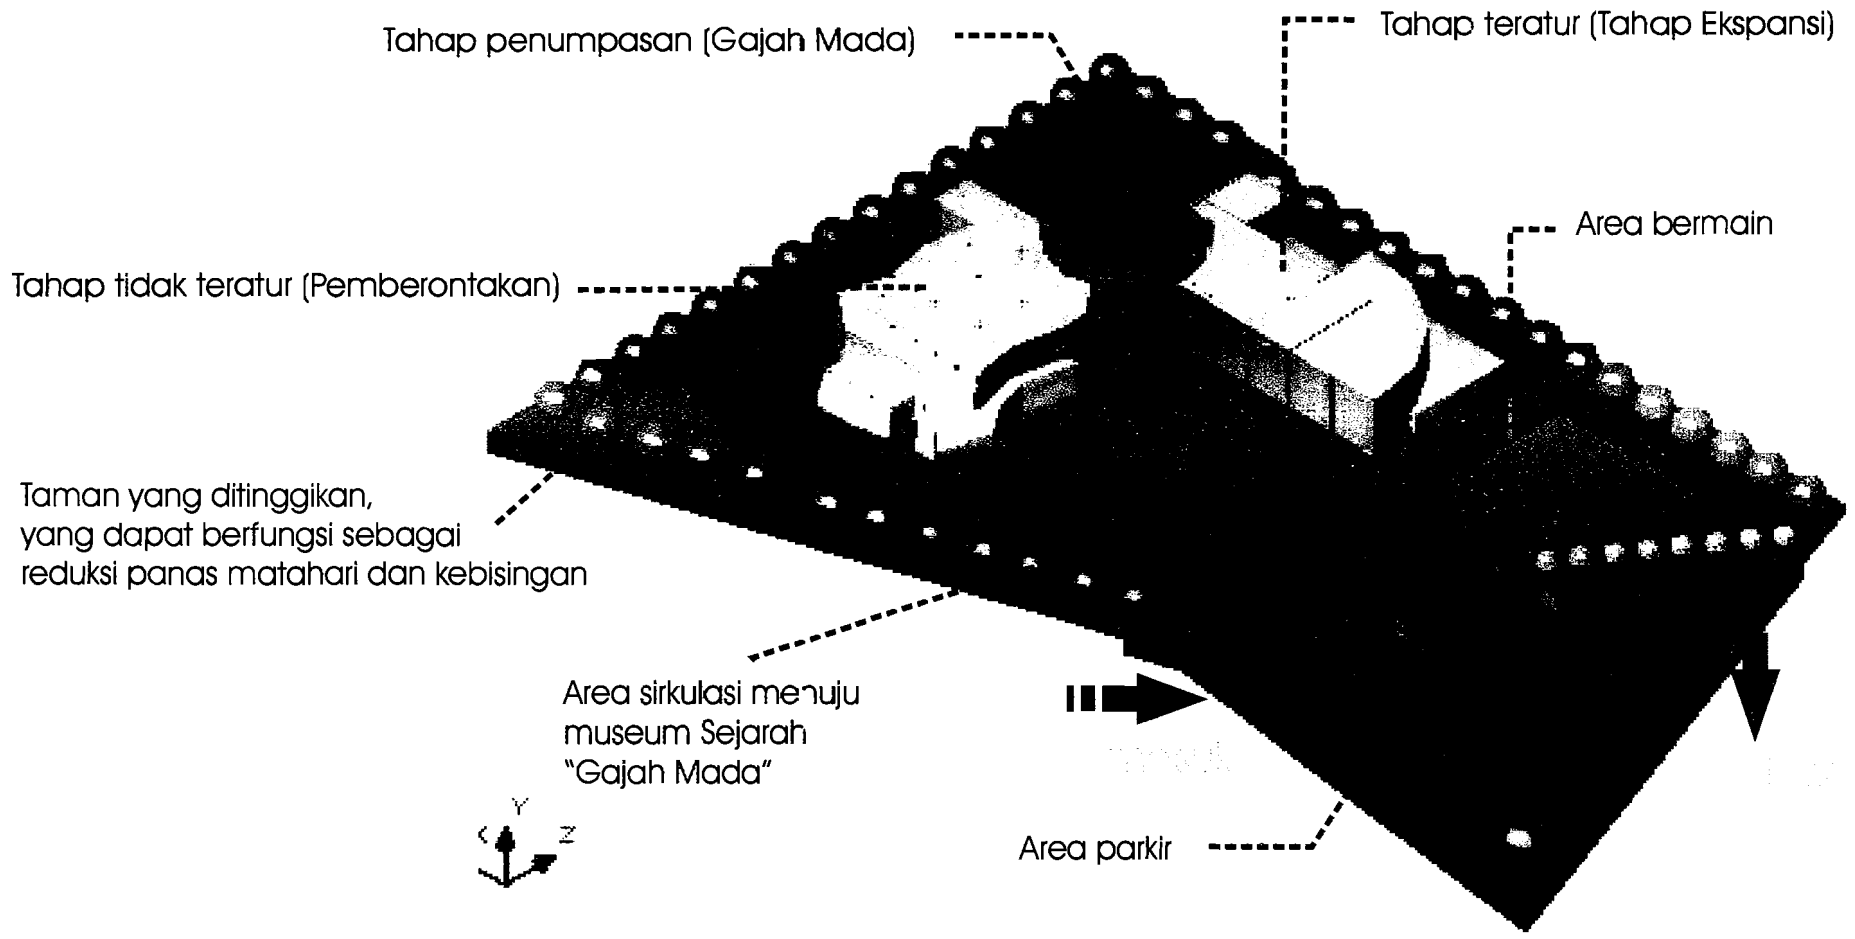 Tahap penumpasan (Gajah Mada)
Tahap teratur (Tahap Ekspansi)
Area bermain
Tahap tidak teratur (Pemberontakan)
Taman yang ditinggikan,
yang dapat berfungsi sebagai
reduksi panas matahari dan kebisingan
Area sirkulasi menuju
museum Sejarah
"Gajah Mada"
Area parkir
Y
Z